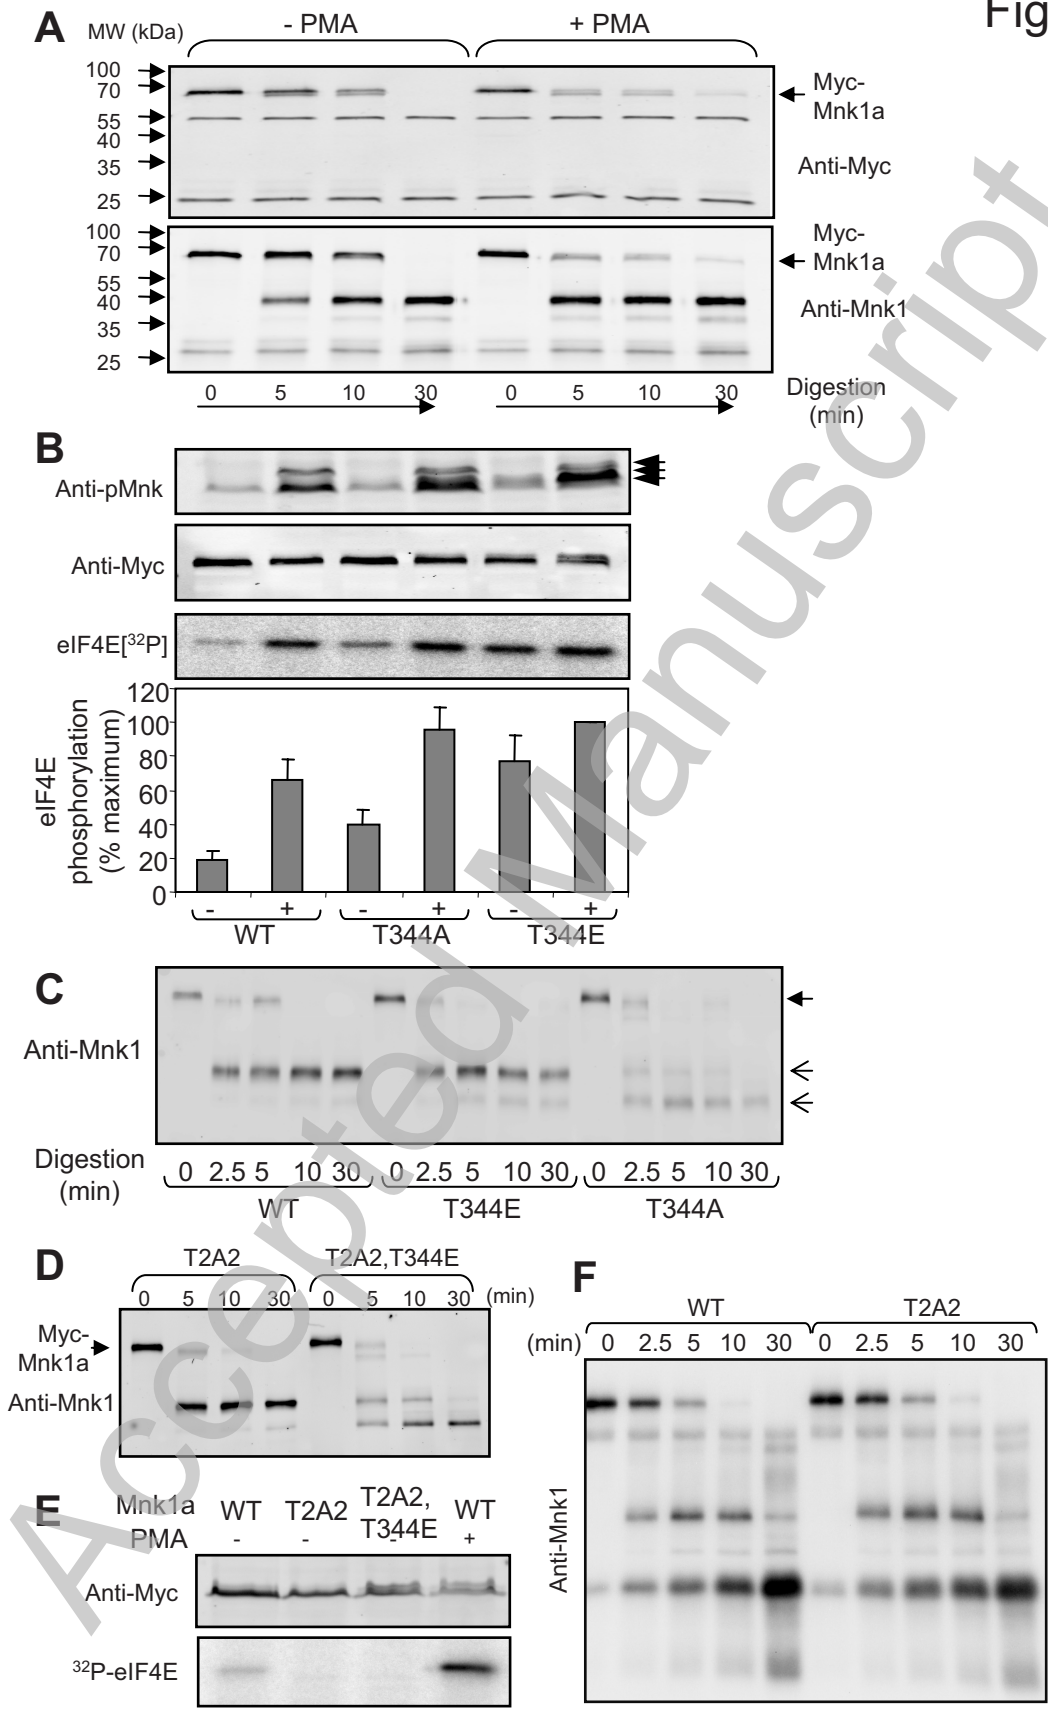 Fig
A MW (kDa) - PMA + PMA
100
70
55
40
35
25
Myc-
Mnk1a
Anti-Myc
100
70
55
40
35
25
Myc-
Mnk1a
Anti-Mnk1
0 5 10 30 0 5 10 30 Digestion
(min)
B
Anti-pMnk
Anti-Myc
eIF4E[32P]
eIF4E
phosphorylation
(% maximum)
120
100
80
60
40
20
0
- + - + - +
WT T344A T344E
C
Anti-Mnk1
Digestion
(min)
0 2.5 5 10 30 0 2.5 5 10 30 0 2.5 5 10 30
WT T344E T344A
D T2A2 T2A2,T344E
0 5 10 30 0 5 10 30 (min)
Myc-
Mnk1a
Anti-Mnk1
E Mnk1a WT T2A2 T2A2,
T344E WT
PMA - - - +
Anti-Myc
32P-eIF4E
F
WT T2A2
(min) 0 2.5 5 10 30 0 2.5 5 10 30
Anti-Mnk1
Accepted Manuscript